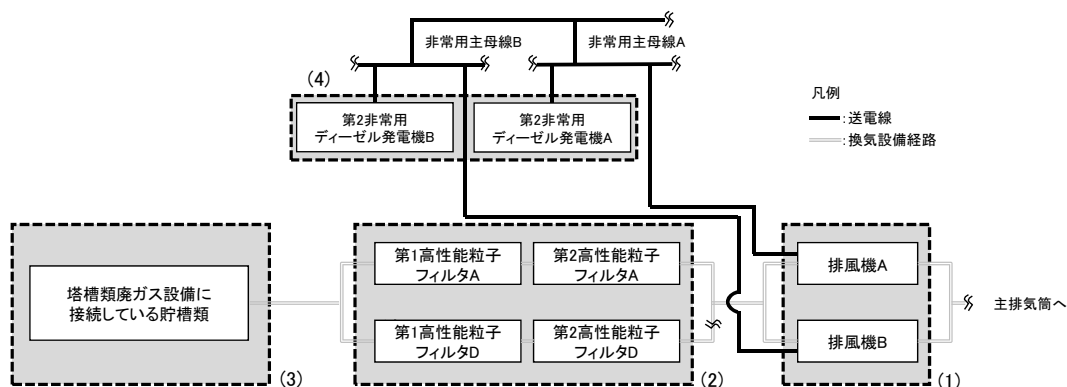 非常用主母線B
非常用主母線A
(4)
第2非常用
ディーゼル発電機B
第2非常用
ディーゼル発電機A
凡例
:送電線
:換気設備経路
塔槽類廃ガス設備に
接続している貯槽類
(3)
第1高性能粒子
フィルタA
第2高性能粒子
フィルタA
第1高性能粒子
フィルタD
第2高性能粒子
フィルタD
(2)
排風機A
排風機B
(1)
主排気筒へ